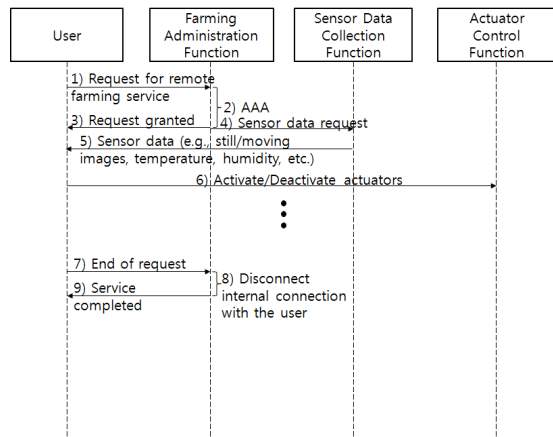 User
Farming
Administration
Function
Sensor Data
Collection
Function
Actuator
Control
Function
1) Request for remote
farming service
2) AAA
3) Request granted
4) Sensor data request
5) Sensor data (e.g., still/moving
images, temperature, humidity, etc.)
6) Activate/Deactivate actuators
7) End of request
8) Disconnect
internal connection
with the user
9) Service
completed